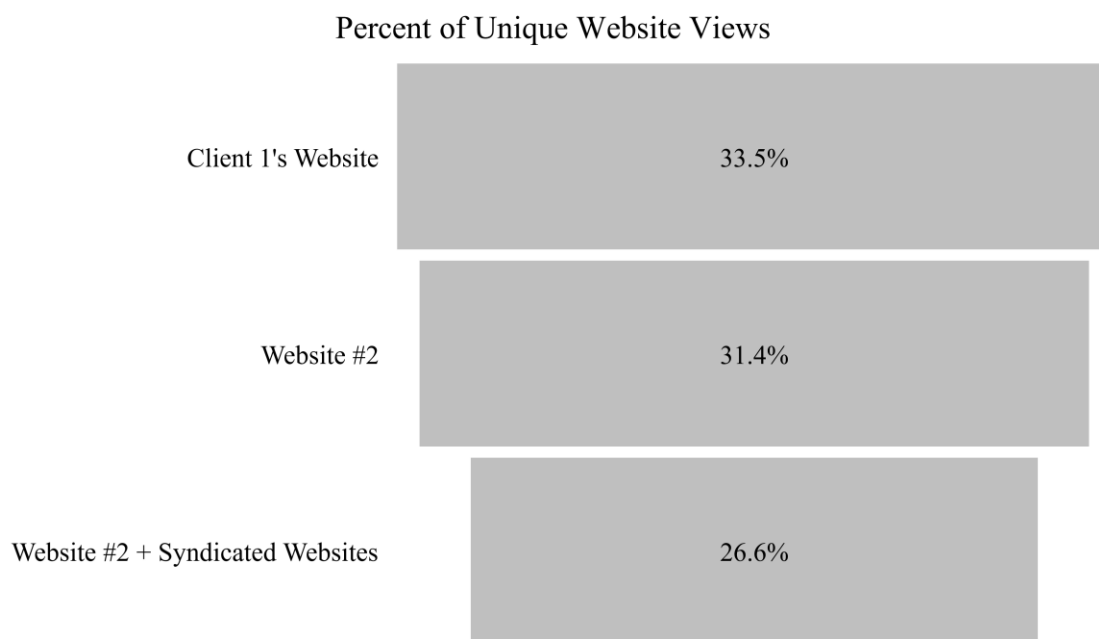 Percent of Unique Website Views
Client 1's Website
33.5%
Website #2
31.4%
Website #2 + Syndicated Websites
26.6%